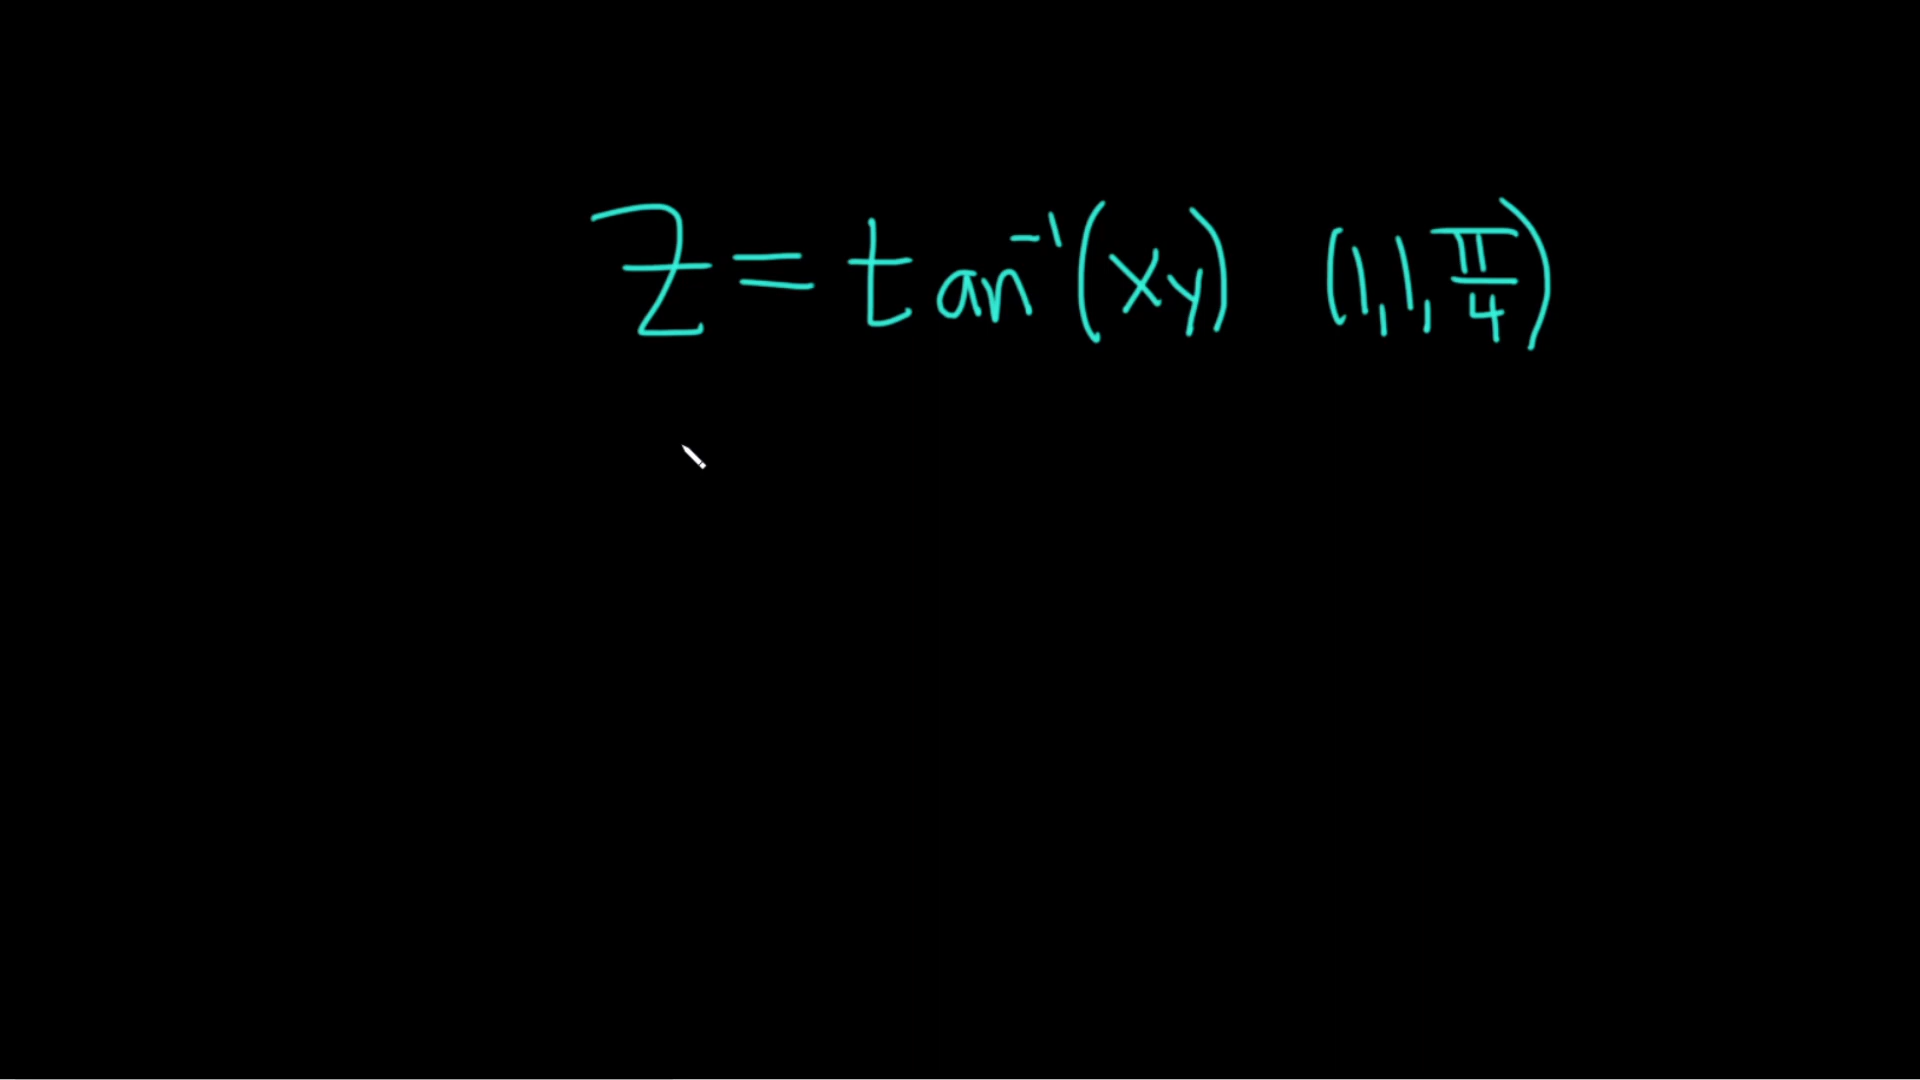 z = tan⁻¹(xy) (1, 1, π/4)